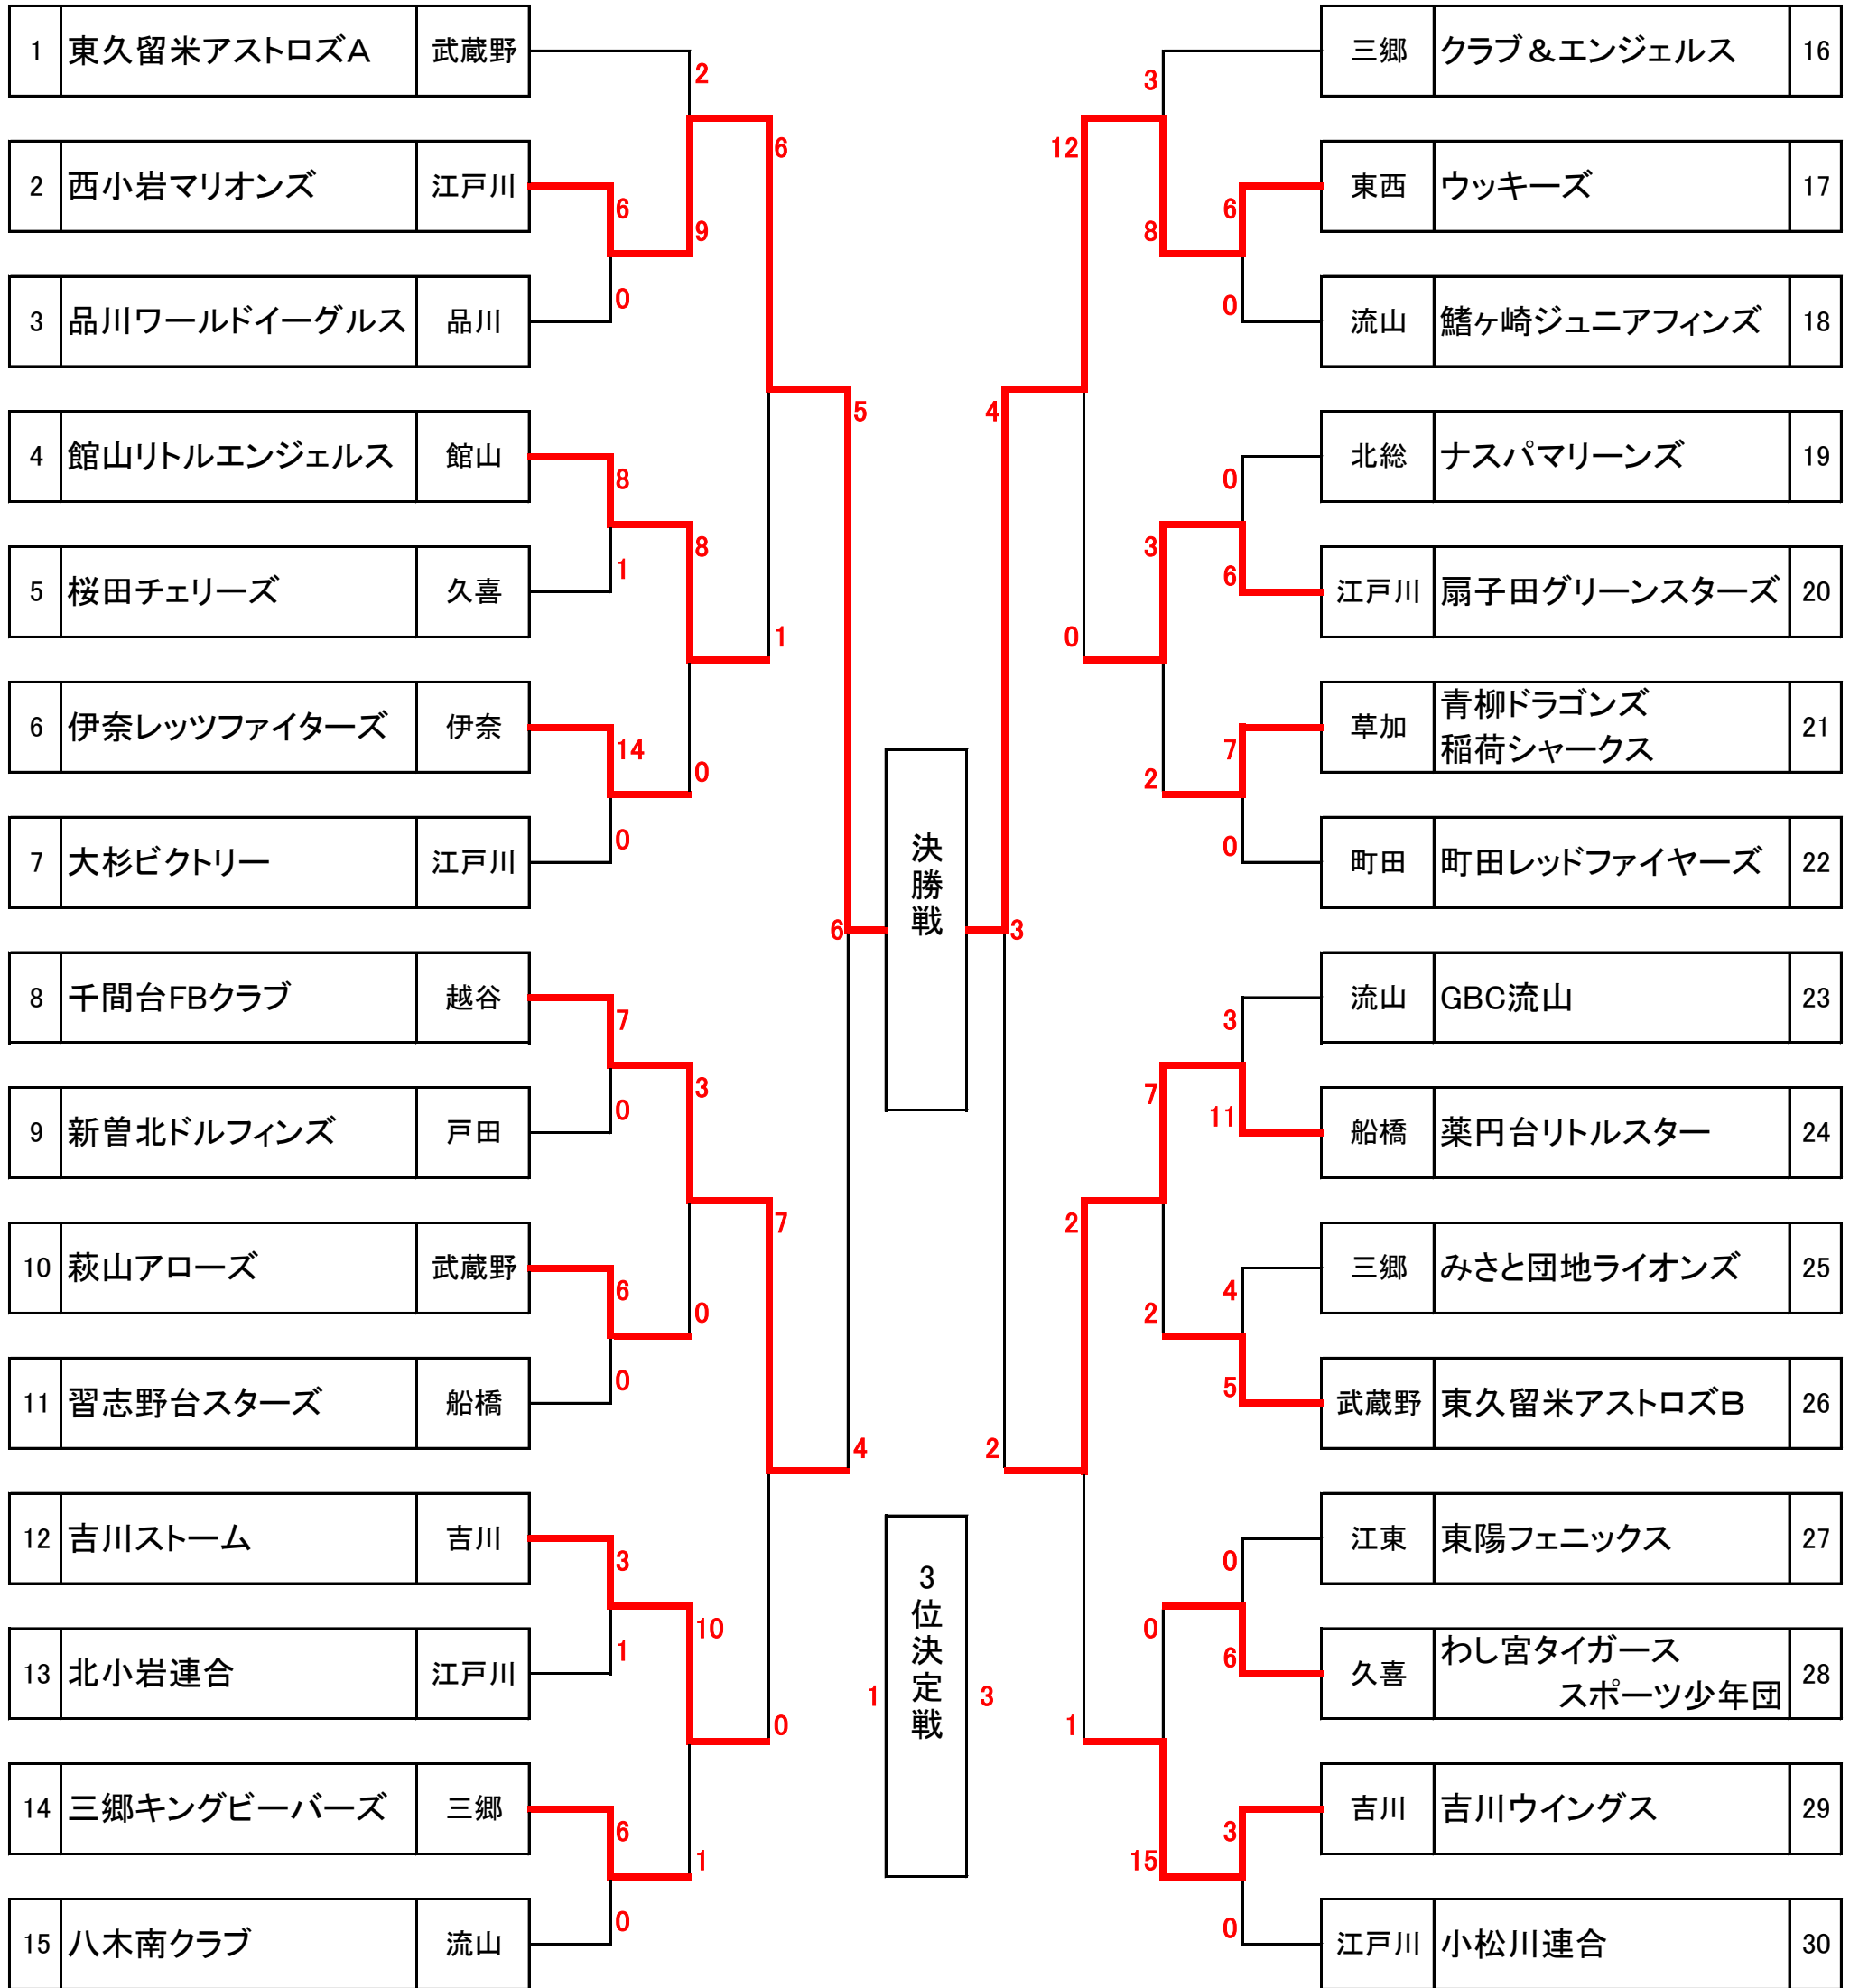 1 東久留米アストロズA 武蔵野
2 西小岩マリオンズ 江戸川
3 品川ワールドイーグルス 品川
4 館山リトルエンジェルス 館山
5 桜田チェリーズ 久喜
6 伊奈レッツファイターズ 伊奈
7 大杉ビクトリー 江戸川
8 千間台FBクラブ 越谷
9 新曽北ドルフィンズ 戸田
10 萩山アローズ 武蔵野
11 習志野台スターズ 船橋
12 吉川ストーム 吉川
13 北小岩連合 江戸川
14 三郷キングビーバーズ 三郷
15 八木南クラブ 流山
6
0
8
1
14
0
7
0
6
0
3
1
6
0
2
9
8
0
3
0
10
1
6
1
7
0
5
4
6
決勝戦
3
1
3位決定戦
3
4
2
12
0
2
1
3
8
3
2
7
2
0
15
6
0
0
6
7
0
3
11
4
5
0
6
3
0
三郷 クラブ&エンジェルス 16
東西 ウッキーズ 17
流山 鰭ヶ崎ジュニアフィンズ 18
北総 ナスパマリーンズ 19
江戸川 扇子田グリーンスターズ 20
草加 青柳ドラゴンズ 21
稲荷シャークス
町田 町田レッドファイヤーズ 22
流山 GBC流山 23
船橋 薬円台リトルスター 24
三郷 みさと団地ライオンズ 25
武蔵野 東久留米アストロズB 26
江東 東陽フェニックス 27
久喜 わし宮タイガース 28
スポーツ少年団
吉川 吉川ウイングス 29
江戸川 小松川連合 30